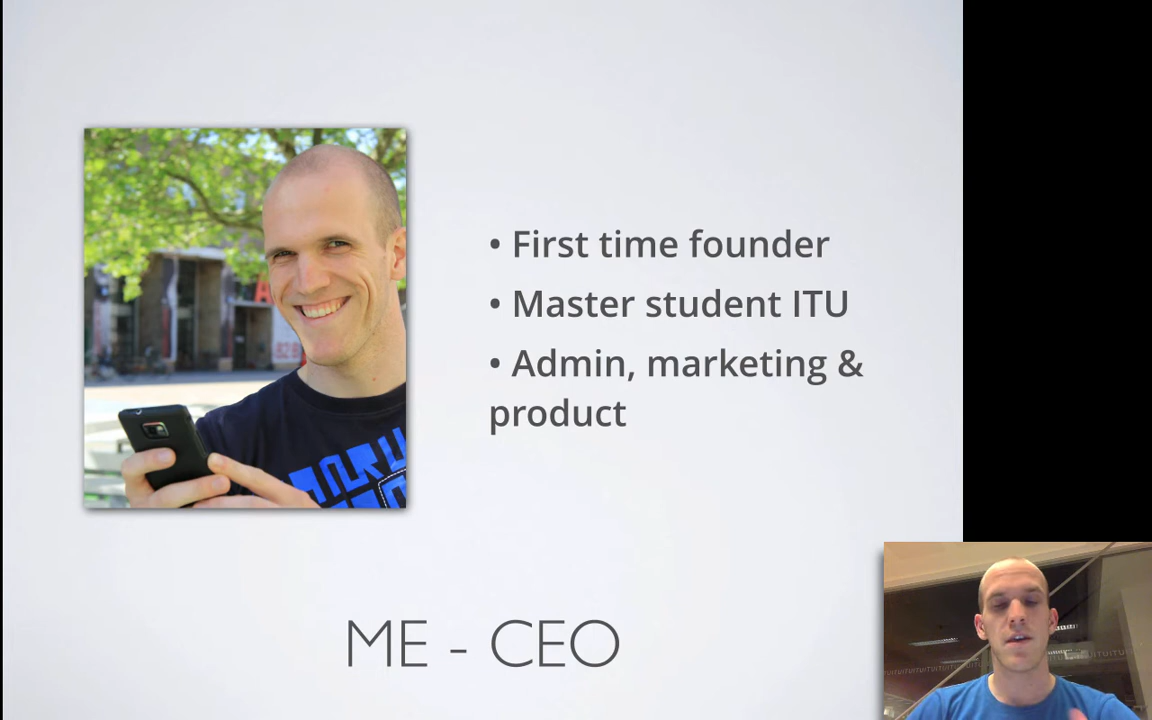 • First time founder
• Master student ITU
• Admin, marketing &
product
ME - CEO